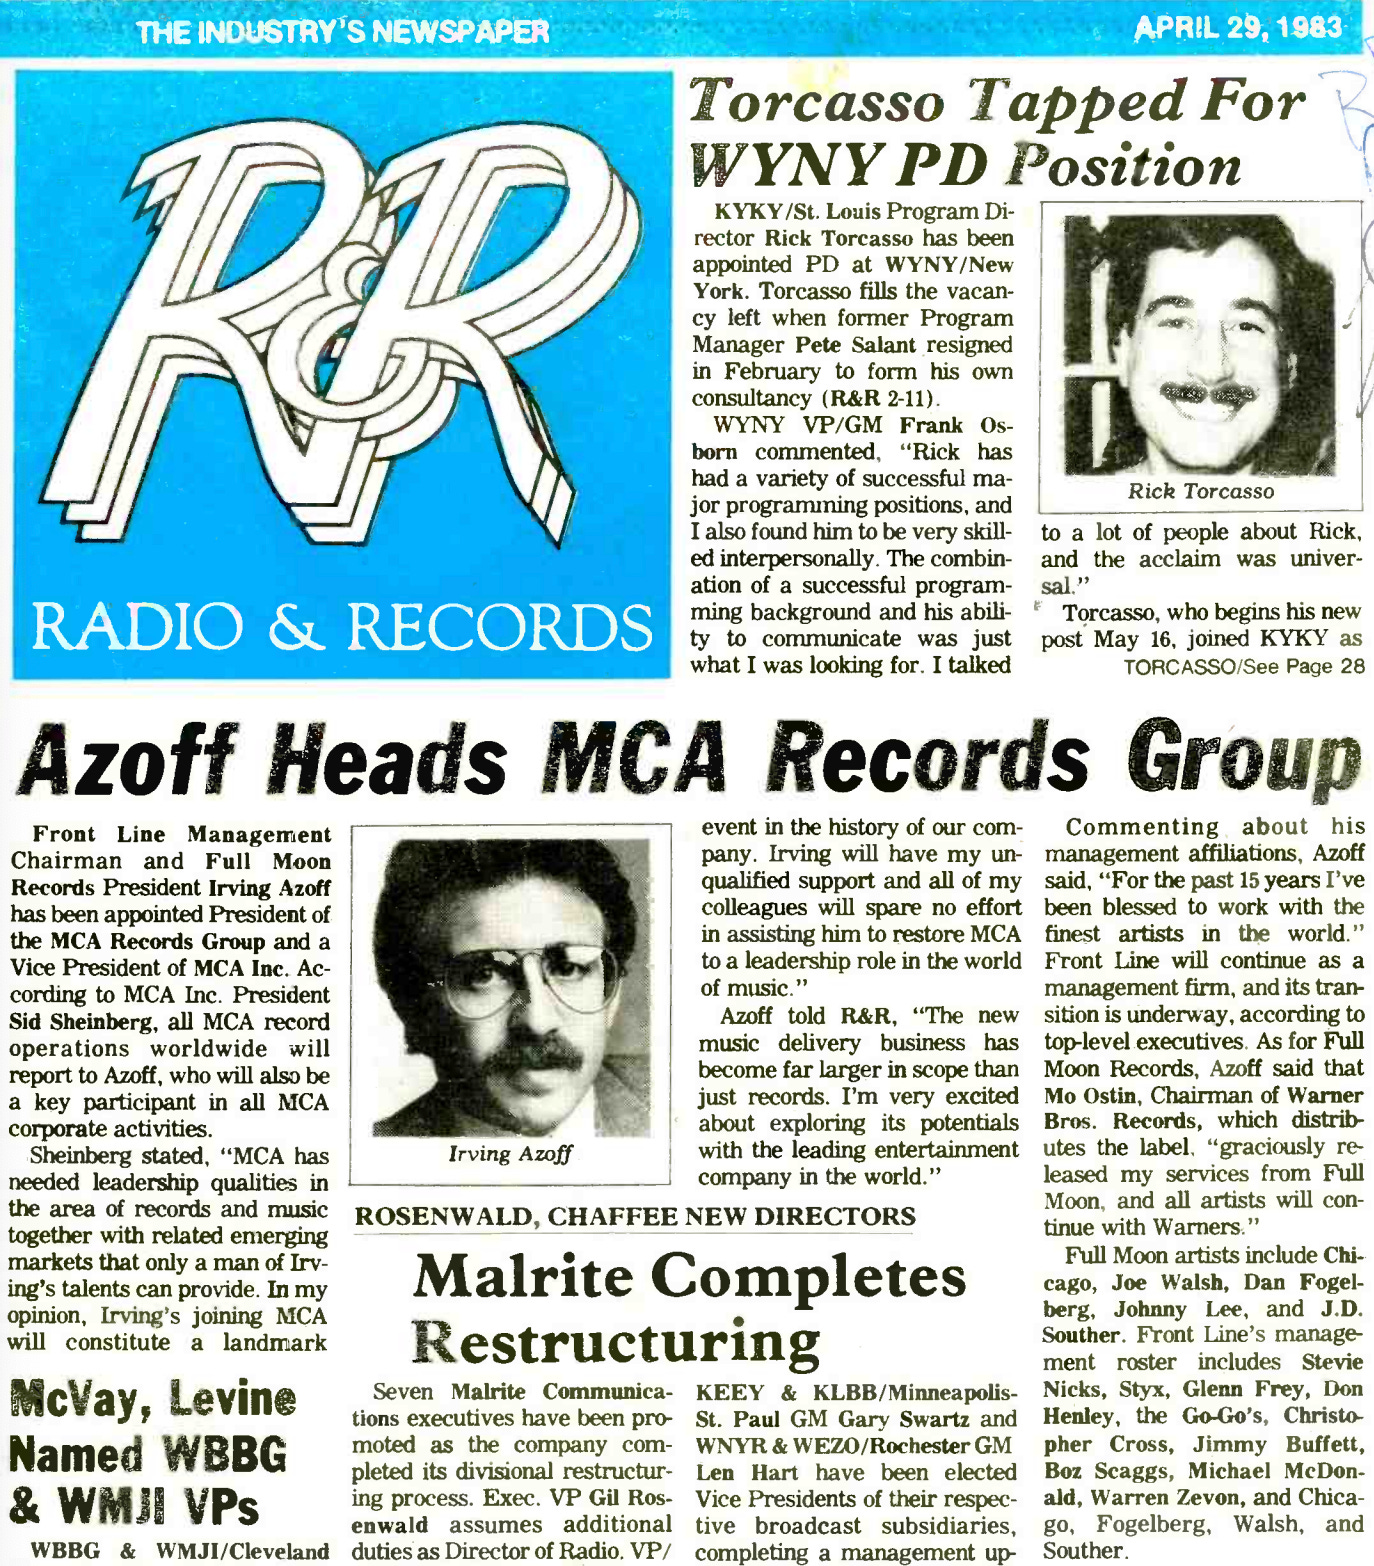 THE INDUSTRY'S NEWSPAPER
APRIL 29, 1983
R&R
RADIO & RECORDS
Torcasso Tapped For
WYNY PD Position
KYKY/St. Louis Program Di-
rector Rick Torcasso has been
appointed PD at WYNY/New
York. Torcasso fills the vacan-
cy left when former Program
Manager Pete Salant resigned
in February to form his own
consultancy (R&R 2-11).
WYNY VP/GM Frank Os-
born commented, "Rick has
had a variety of successful ma-
jor programming positions, and
I also found him to be very skill-
ed interpersonally. The combin-
ation of a successful program-
ming background and his abili-
ty to communicate was just
what I was looking for. I talked
Rick Torcasso
to a lot of people about Rick,
and the acclaim was univer-
sal."
Torcasso, who begins his new
post May 16, joined KYKY as
TORCASSO/See Page 28
Azoff Heads MCA Records Group
Front Line Management
Chairman and Full Moon
Records President Irving Azoff
has been appointed President of
the MCA Records Group and a
Vice President of MCA Inc. Ac-
cording to MCA Inc. President
Sid Sheinberg, all MCA record
operations worldwide will
report to Azoff, who will also be
a key participant in all MCA
corporate activities.
Sheinberg stated, "MCA has
needed leadership qualities in
the area of records and music
together with related emerging
markets that only a man of Irv-
ing's talents can provide. In my
opinion, Irving's joining MCA
will constitute a landmark
Irving Azoff
event in the history of our com-
pany. Irving will have my un-
qualified support and all of my
colleagues will spare no effort
in assisting him to restore MCA
to a leadership role in the world
of music."
Azoff told R&R, "The new
music delivery business has
become far larger in scope than
just records. I'm very excited
about exploring its potentials
with the leading entertainment
company in the world."
Commenting about his
management affiliations, Azoff
said, "For the past 15 years I've
been blessed to work with the
finest artists in the world."
Front Line will continue as a
management firm, and its tran-
sition is underway, according to
top-level executives. As for Full
Moon Records, Azoff said that
Mo Ostin, Chairman of Warner
Bros. Records, which distrib-
utes the label, "graciously re-
leased my services from Full
Moon, and all artists will con-
tinue with Warners."
Full Moon artists include Chi-
cago, Joe Walsh, Dan Fogel-
berg, Johnny Lee, and J.D.
Souther. Front Line's manage-
ment roster includes Stevie
Nicks, Styx, Glenn Frey, Don
Henley, the Go-Go's, Christo-
pher Cross, Jimmy Buffett,
Boz Scaggs, Michael McDon-
ald, Warren Zevon, and Chica-
go, Fogelberg, Walsh, and
Souther.
ROSENWALD, CHAFFEE NEW DIRECTORS
Malrite Completes
Restructuring
Seven Malrite Communica-
tions executives have been pro-
moted as the company com-
pleted its divisional restructur-
ing process. Exec. VP Gil Ros-
enwald assumes additional
duties as Director of Radio. VP/
KEEY & KLBB/Minneapolis-
St. Paul GM Gary Swartz and
WNYR & WEZO/Rochester GM
Len Hart have been elected
Vice Presidents of their respec-
tive broadcast subsidiaries,
completing a management up-
McVay, Levine
Named WBBG
& WMJI VPs
WBBG & WMJI/Cleveland